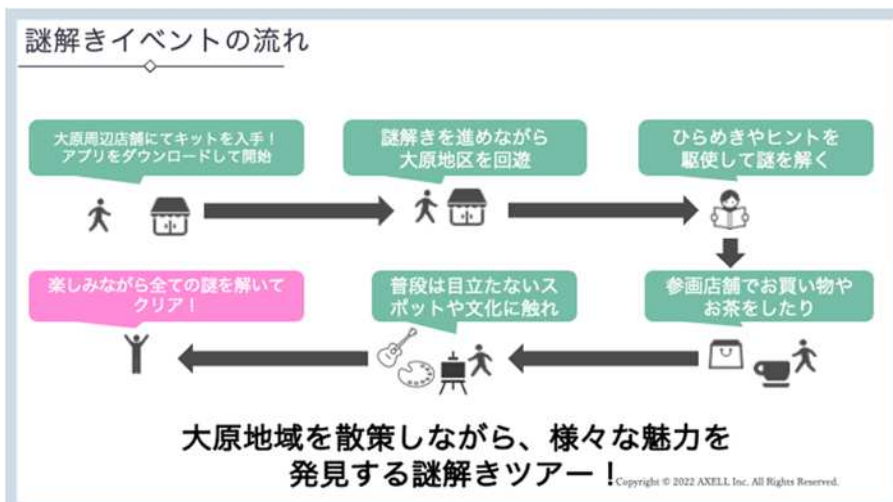 謎解きイベントの流れ
大原周辺店舗にてキットを入手！
アプリをダウンロードして開始
謎解きを進めながら
大原地区を回遊
ひらめきやヒントを
駆使して謎を解く
参画店舗でお買い物や
お茶をしたり
普段は目立たないス
ポットや文化に触れ
楽しみながら全ての謎を解いて
クリア！
大原地域を散策しながら、様々な魅力を
発見する謎解きツアー！
Copyright © 2022 AXELL Inc. All Rights Reserved.